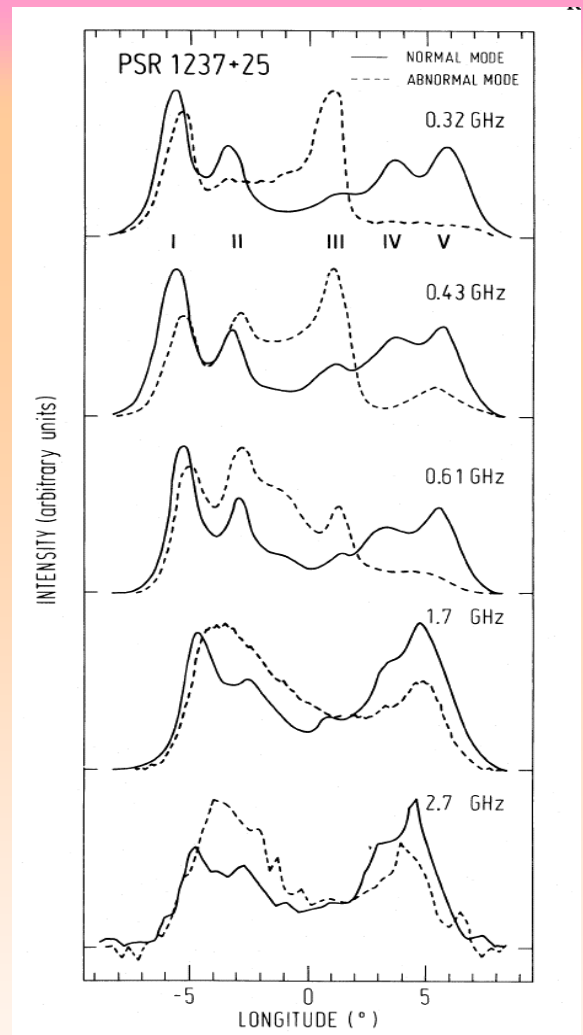 PSR 1237+25
NORMAL MODE
ABNORMAL MODE
0.32 GHz
I II III IV V
0.43 GHz
0.61 GHz
1.7 GHz
2.7 GHz
INTENSITY (arbitrary units)
-5 0 5
LONGITUDE (°)